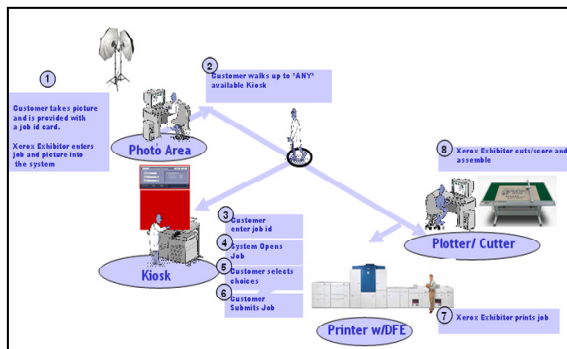 1
Customer takes picture
and is provided with
a job id card.
Xerox Exhibitor enters
job and picture into
the system
2
Customer walks up to 'ANY'
available Kiosk
Photo Area
3
Customer
enter job id
4
System Opens
Job
5
Customer selects
choices
6
Customer
Submits Job
Kiosk
7
Xerox Exhibitor prints job
Printer w/DFE
8
Xerox Exhibitor cuts/score and
assemble
Plotter/ Cutter